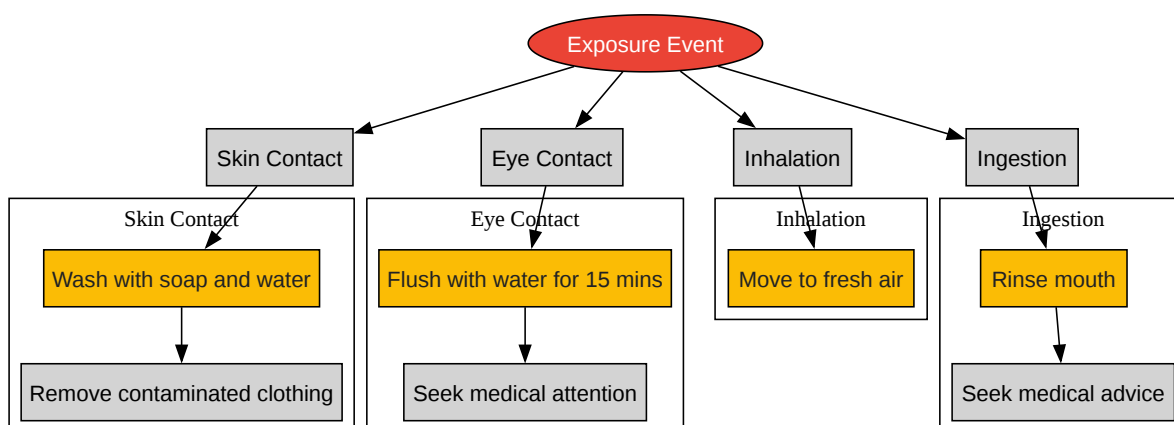 Exposure Event
Skin Contact
Eye Contact
Inhalation
Ingestion
Skin Contact
Eye Contact
Inhalation
Ingestion
Wash with soap and water
Flush with water for 15 mins
Move to fresh air
Rinse mouth
Remove contaminated clothing
Seek medical attention
Seek medical advice